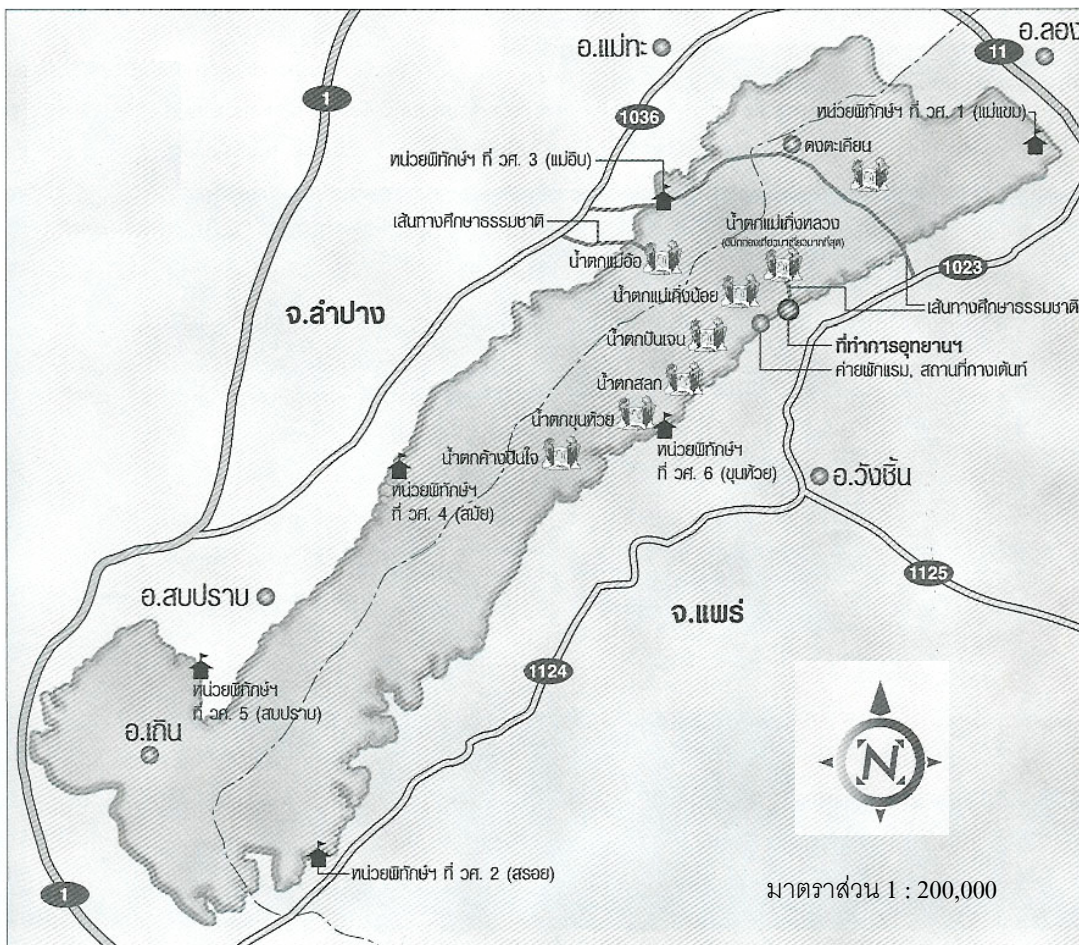 อ.ลอง
อ.แม่ทะ
11
1
1036
หน่วยพิทักษ์ฯ ที่ วศ. 1 (แม่แขม)
ดงตะเคียน
หน่วยพิทักษ์ฯ ที่ วศ. 3 (แม่อิบ)
เส้นทางศึกษาธรรมชาติ
น้ำตกแม่เกิ๋งหลวง
น้ำตกแม่อ้อ
1023
น้ำตกแม่เกิ๋งน้อย
เส้นทางศึกษาธรรมชาติ
จ.ลำปาง
น้ำตกปันเจน
ที่ทำการอุทยานฯ
ค่ายพักแรม, สถานที่กางเต้นท์
น้ำตกสลก
น้ำตกขุนห้วย
น้ำตกค้างปินใจ
หน่วยพิทักษ์ฯ
ที่ วศ. 6 (ขุนห้วย)
อ.วังชิ้น
หน่วยพิทักษ์ฯ
ที่ วศ. 4 (สมัย)
1125
อ.สบปราบ
จ.แพร่
1124
หน่วยพิทักษ์ฯ
ที่ วศ. 5 (สบปราบ)
อ.เถิน
N
หน่วยพิทักษ์ฯ ที่ วศ. 2 (สรอย)
1
มาตราส่วน 1 : 200,000